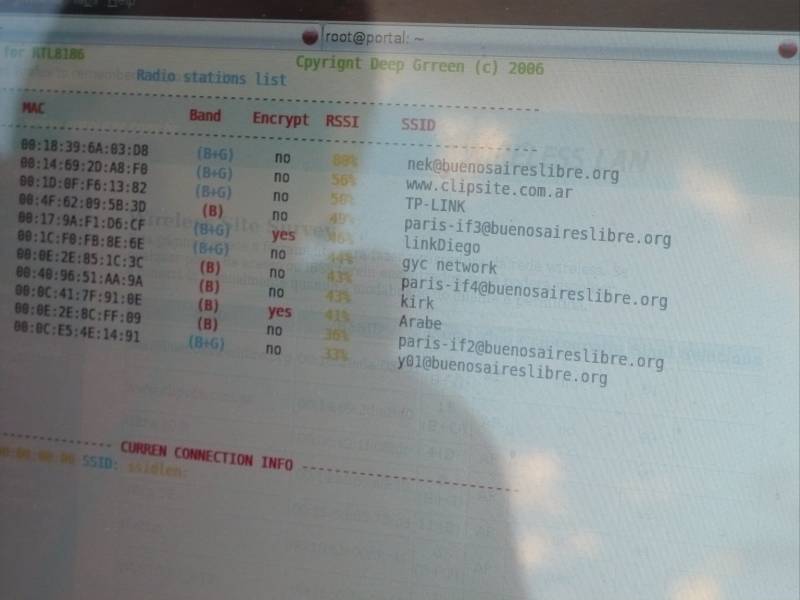 root@portal: ~
for RTL8186 Cpyrignt Deep Grreen (c) 2006
Radio stations list
MAC Band Encrypt RSSI SSID
00:18:39:6A:03:D8 (B+G) no 80% nek@buenosaireslibre.org
00:14:69:2D:A8:F0 (B+G) no 56% www.clipsite.com.ar
00:1D:0F:F6:13:82 (B+G) no 50% TP-LINK
00:4F:62:09:5B:3D (B) no 49% paris-if3@buenosaireslibre.org
00:17:9A:F1:D6:CF (B+G) yes 46% linkDiego
00:1C:F0:FB:8E:6E (B+G) no 44% gyc network
00:0E:2E:85:1C:3C (B) no 43% paris-if4@buenosaireslibre.org
00:40:96:51:AA:9A (B) no 43% kirk
00:0C:41:7F:91:0E (B) yes 41% Arabe
00:0E:2E:8C:FF:09 (B) no 36% paris-if2@buenosaireslibre.org
00:0C:E5:4E:14:91 (B+G) no 33% y01@buenosaireslibre.org
CURREN CONNECTION INFO
00:00:00:00 SSID: ssidlen: